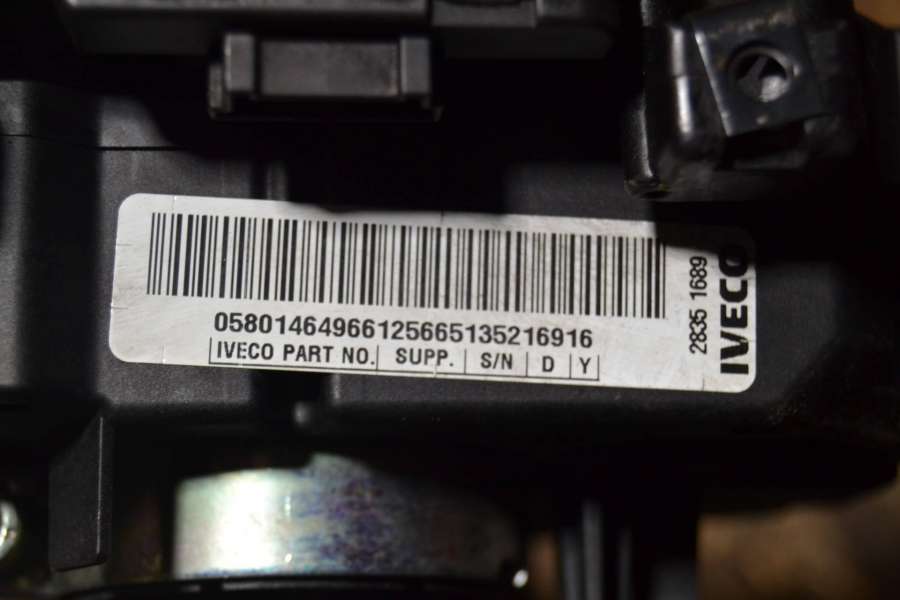 05801464966125665135216916
IVECO PART NO. SUPP. S/N D Y
2835 1689
IVECO